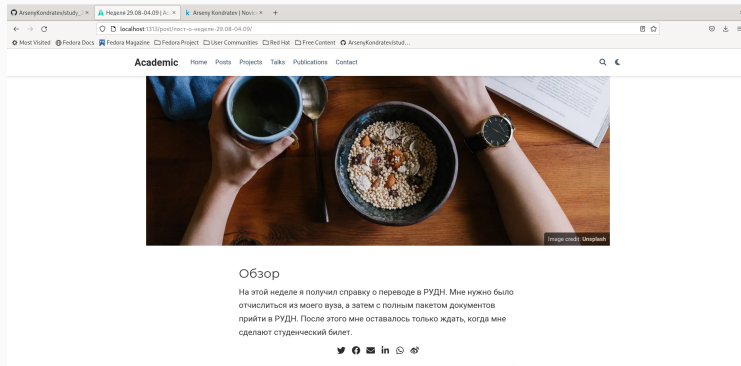 ArsenyKondratev/study_
Неделя 29.08-04.09 | Ac
Arseny Kondratev | Novic
localhost:1313/post/пост-о-неделе-29.08-04.09/
Most Visited Fedora Docs Fedora Magazine Fedora Project User Communities Red Hat Free Content ArsenyKondratev/stud...
Academic Home Posts Projects Talks Publications Contact
Image credit: Unsplash
Обзор
На этой неделе я получил справку о переводе в РУДН. Мне нужно было
отчислиться из моего вуза, а затем с полным пакетом документов
прийти в РУДН. После этого мне оставалось только ждать, когда мне
сделают студенческий билет.